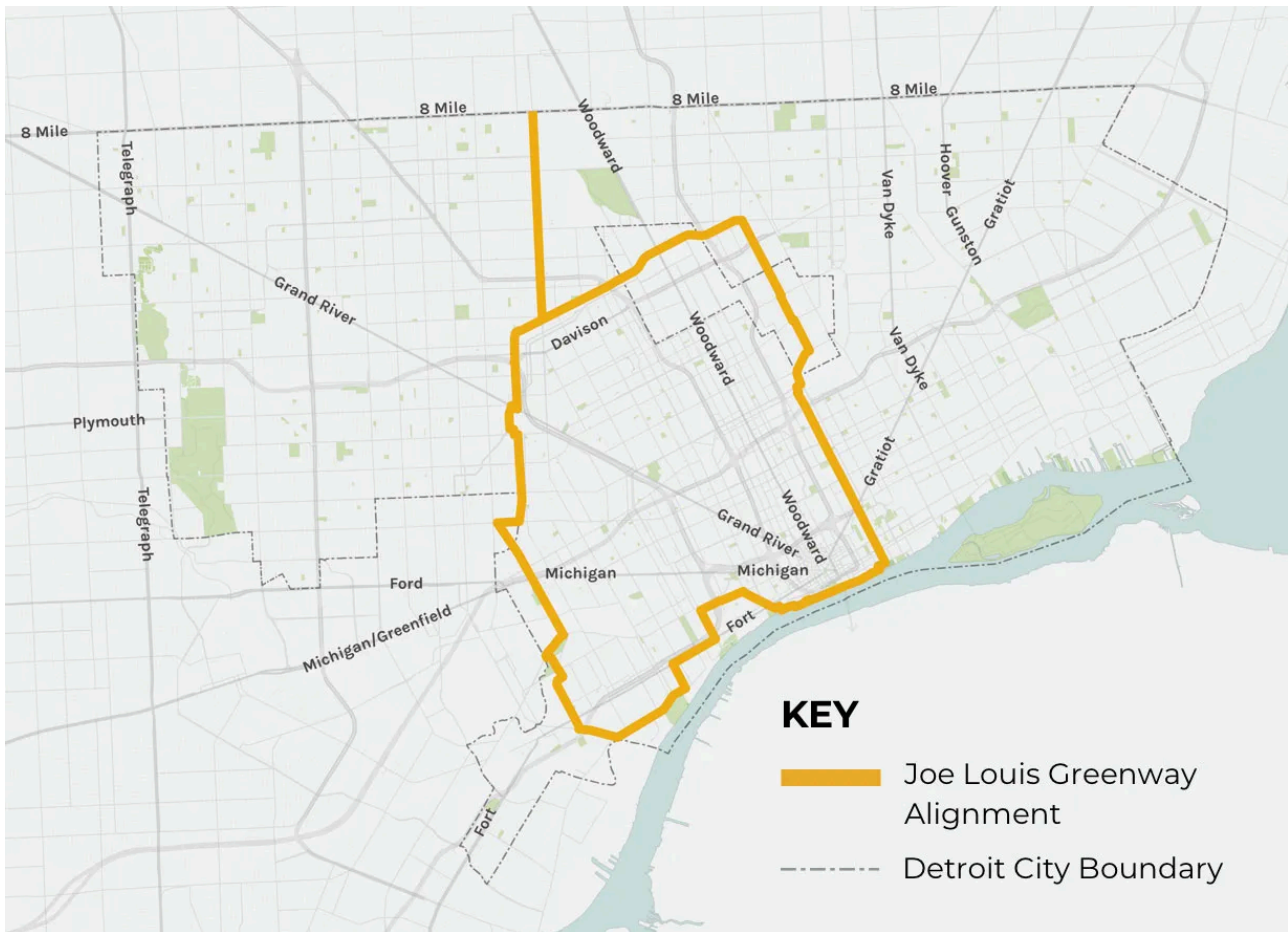 8 Mile
8 Mile
8 Mile
8 Mile
Woodward
Telegraph
Hoover
Van Dyke
Gratiot
Gunston
Grand River
Davison
Woodward
Van Dyke
Plymouth
Gratiot
Telegraph
Woodward
Grand River
Ford
Michigan
Michigan
Michigan/Greenfield
Fort
Fort
KEY
Joe Louis Greenway
Alignment
Detroit City Boundary